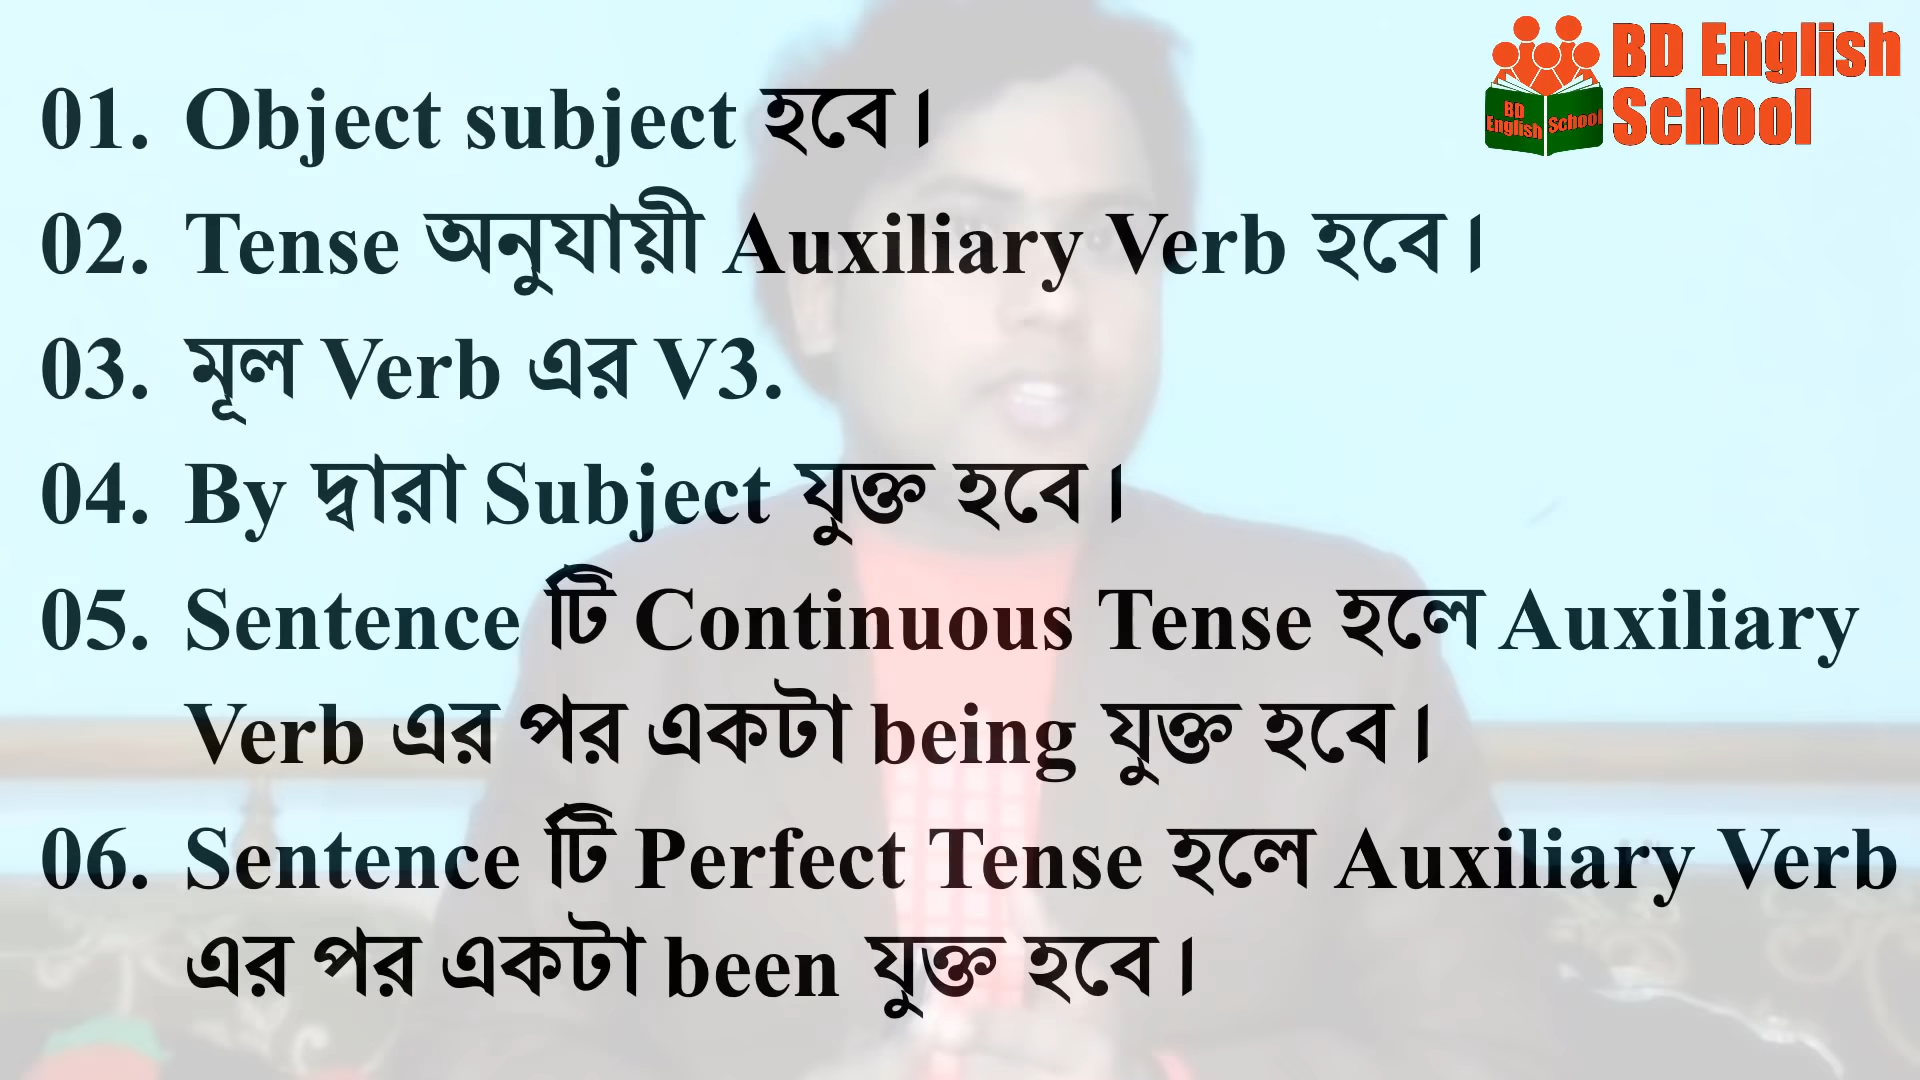 BD English
School
BD
English School
01. Object subject হবে।
02. Tense অনুযায়ী Auxiliary Verb হবে।
03. মূল Verb এর V3.
04. By দ্বারা Subject যুক্ত হবে।
05. Sentence টি Continuous Tense হলে Auxiliary
Verb এর পর একটা being যুক্ত হবে।
06. Sentence টি Perfect Tense হলে Auxiliary Verb
এর পর একটা been যুক্ত হবে।